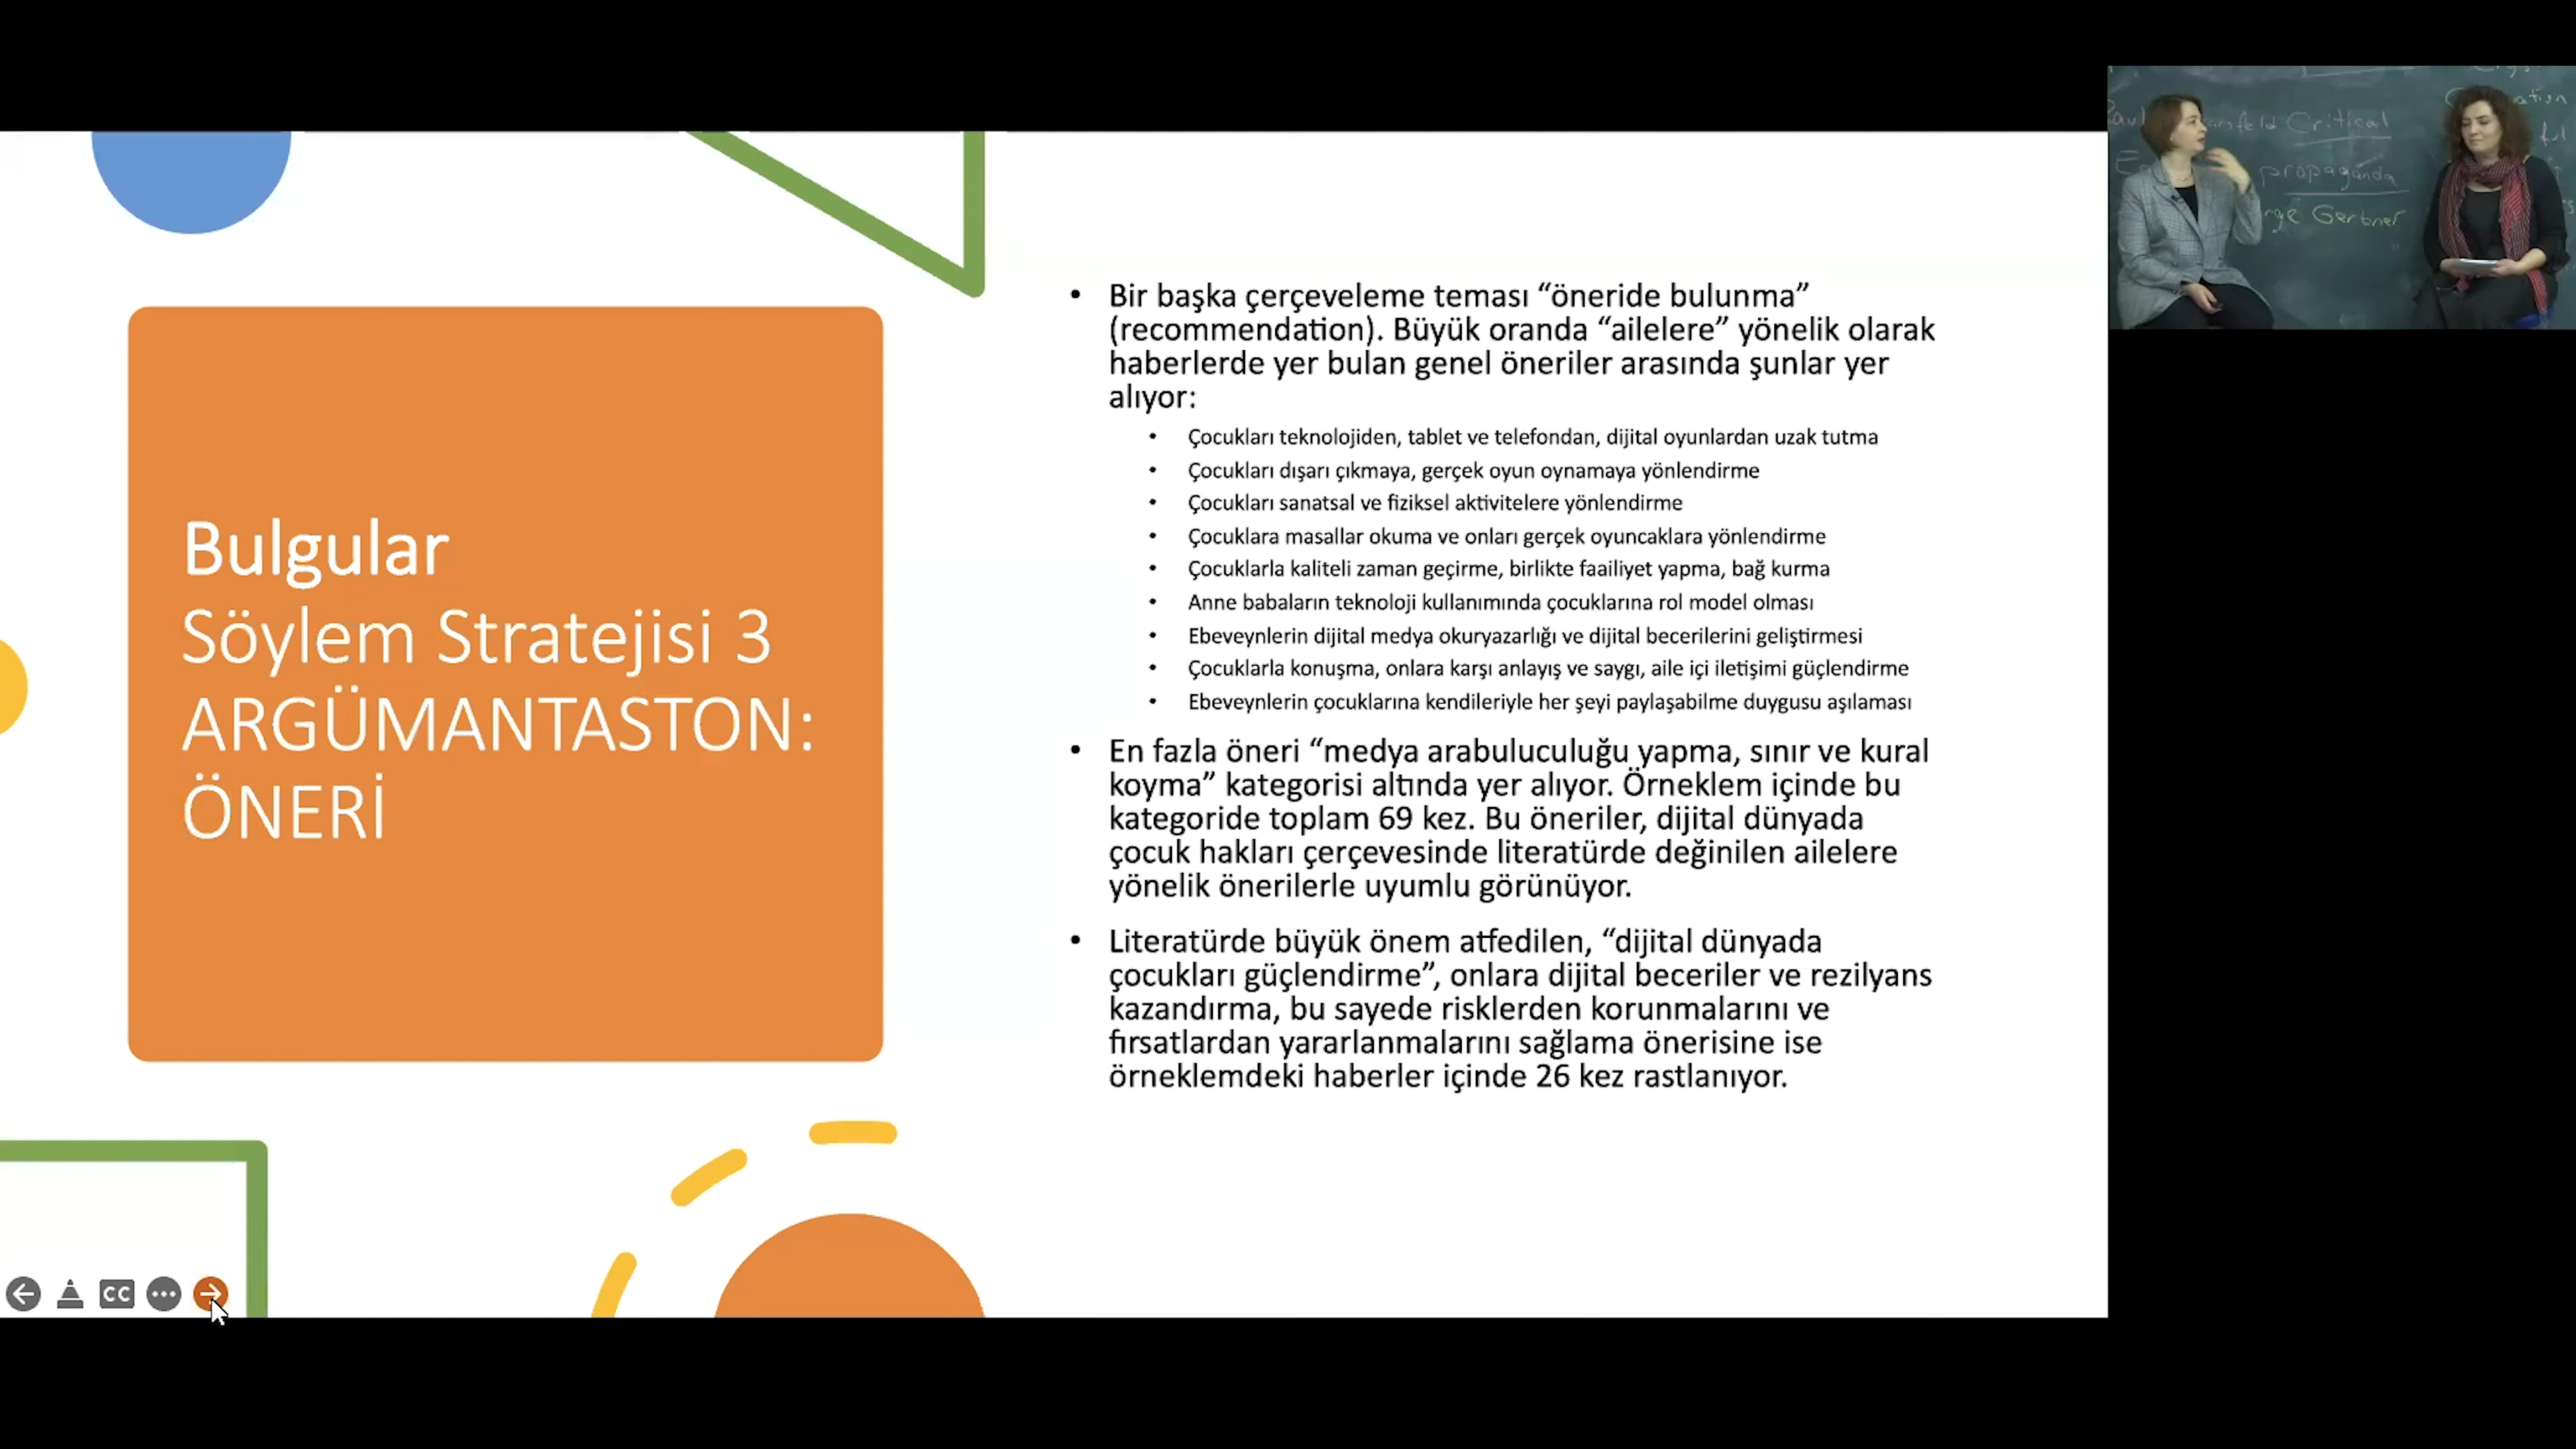 Bulgular
Söylem Stratejisi 3
ARGÜMANTASTON:
ÖNERİ
• Bir başka çerçeveleme teması “öneride bulunma”
(recommendation). Büyük oranda “ailelere” yönelik olarak
haberlerde yer bulan genel öneriler arasında şunlar yer
alıyor:
• Çocukları teknolojiden, tablet ve telefondan, dijital oyunlardan uzak tutma
• Çocukları dışarı çıkmaya, gerçek oyun oynamaya yönlendirme
• Çocukları sanatsal ve fiziksel aktivitelere yönlendirme
• Çocuklara masallar okuma ve onları gerçek oyuncaklara yönlendirme
• Çocuklarla kaliteli zaman geçirme, birlikte faailiyet yapma, bağ kurma
• Anne babaların teknoloji kullanımında çocuklarına rol model olması
• Ebeveynlerin dijital medya okuryazarlığı ve dijital becerilerini geliştirmesi
• Çocuklarla konuşma, onlara karşı anlayış ve saygı, aile içi iletişimi güçlendirme
• Ebeveynlerin çocuklarına kendileriyle her şeyi paylaşabilme duygusu aşılaması
• En fazla öneri “medya arabuluculuğu yapma, sınır ve kural
koyma” kategorisi altında yer alıyor. Örneklem içinde bu
kategoride toplam 69 kez. Bu öneriler, dijital dünyada
çocuk hakları çerçevesinde literatürde değinilen ailelere
yönelik önerilerle uyumlu görünüyor.
• Literatürde büyük önem atfedilen, “dijital dünyada
çocukları güçlendirme”, onlara dijital beceriler ve rezilyans
kazandırma, bu sayede risklerden korunmalarını ve
fırsatlardan yararlanmalarını sağlama önerisine ise
örneklemdeki haberler içinde 26 kez rastlanıyor.
CC
Critical
propaganda
Gerbner